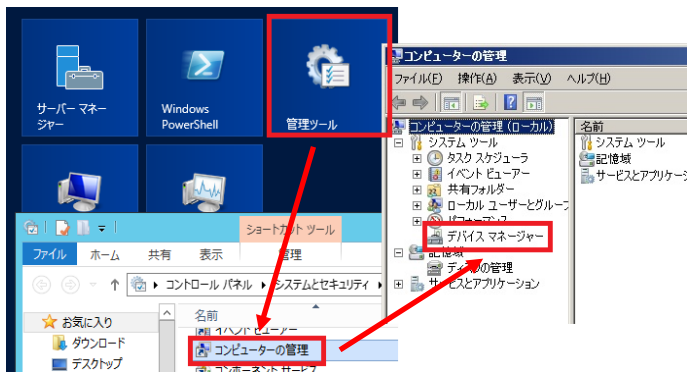 サーバー マネー
ジャー
Windows
PowerShell
管理ツール
ショートカット ツール
ファイル
ホーム
共有
表示
管理
コントロール パネル
システムとセキュリティ
お気に入り
ダウンロード
デスクトップ
名前
イベント ビューアー
コンピューターの管理
コンポーネント サービス
コンピューターの管理
ファイル(F)
操作(A)
表示(V)
ヘルプ(H)
コンピューターの管理 (ローカル)
システム ツール
タスク スケジューラ
イベント ビューアー
共有フォルダー
ローカル ユーザーとグルー
パフォーマンス
デバイス マネージャー
記憶域
ディスクの管理
サービスとアプリケーション
名前
システム ツール
記憶域
サービスとアプリケーシ